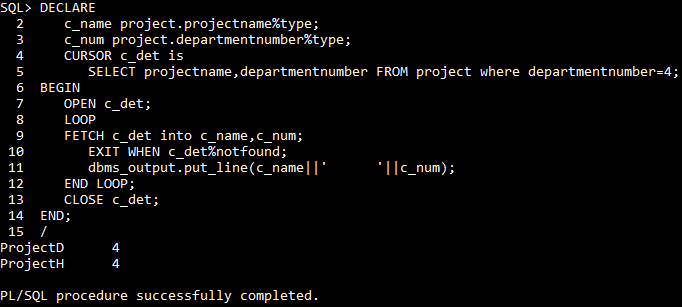 SQL> DECLARE
  2     c_name project.projectname%type;
  3     c_num project.departmentnumber%type;
  4     CURSOR c_det is
  5        SELECT projectname,departmentnumber FROM project where departmentnumber=4;
  6  BEGIN
  7     OPEN c_det;
  8     LOOP
  9     FETCH c_det into c_name,c_num;
 10        EXIT WHEN c_det%notfound;
 11        dbms_output.put_line(c_name||'      '||c_num);
 12     END LOOP;
 13     CLOSE c_det;
 14  END;
 15  /
ProjectD      4
ProjectH      4
PL/SQL procedure successfully completed.